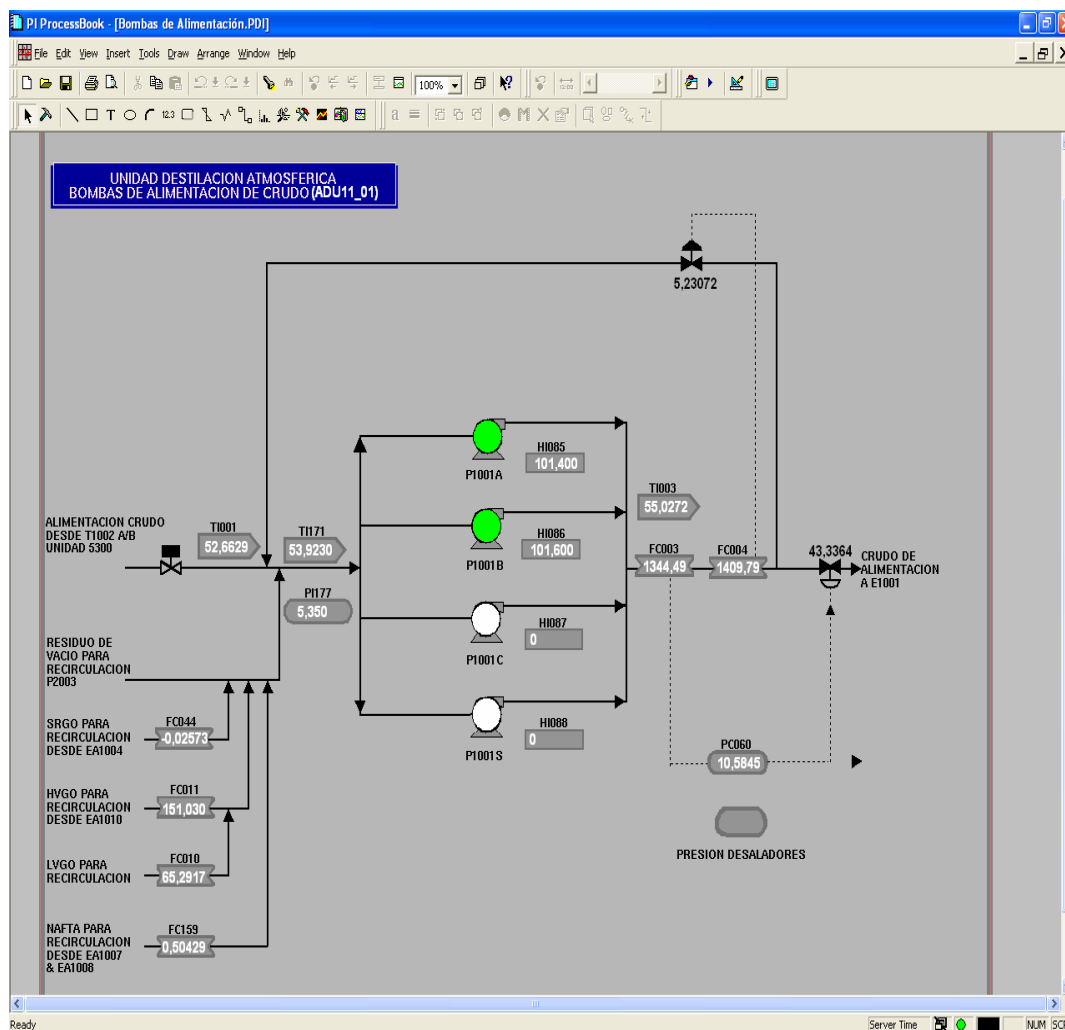 PI ProcessBook - [Bombas de Alimentación.PDI]
File Edit View Insert Tools Draw Arrange Window Help
100%
T
123
a
UNIDAD DESTILACION ATMOSFERICA
BOMBAS DE ALIMENTACION DE CRUDO (ADU11_01)
5,23072
HI085
101,400
P1001A
TI003
55,0272
ALIMENTACION CRUDO
DESDE T1002 A/B
UNIDAD 5300
TI001
52,6629
TI171
53,9230
HI086
101,600
P1001B
FC003
1344,49
FC004
1409,79
43,3364
CRUDO DE
ALIMENTACION
A E1001
PI177
5,350
HI087
0
P1001C
RESIDUO DE
VACIO PARA
RECIRCULACION
P2003
HI088
0
P1001S
SRGO PARA
RECIRCULACION
DESDE EA1004
FC044
-0,02573
PC060
10,5845
HVGO PARA
RECIRCULACION
DESDE EA1010
FC011
151,030
PRESION DESALADORES
LVGO PARA
RECIRCULACION
FC010
65,2917
NAFTA PARA
RECIRCULACION
DESDE EA1007
& EA1008
FC159
0,50429
Ready
Server Time
NUM